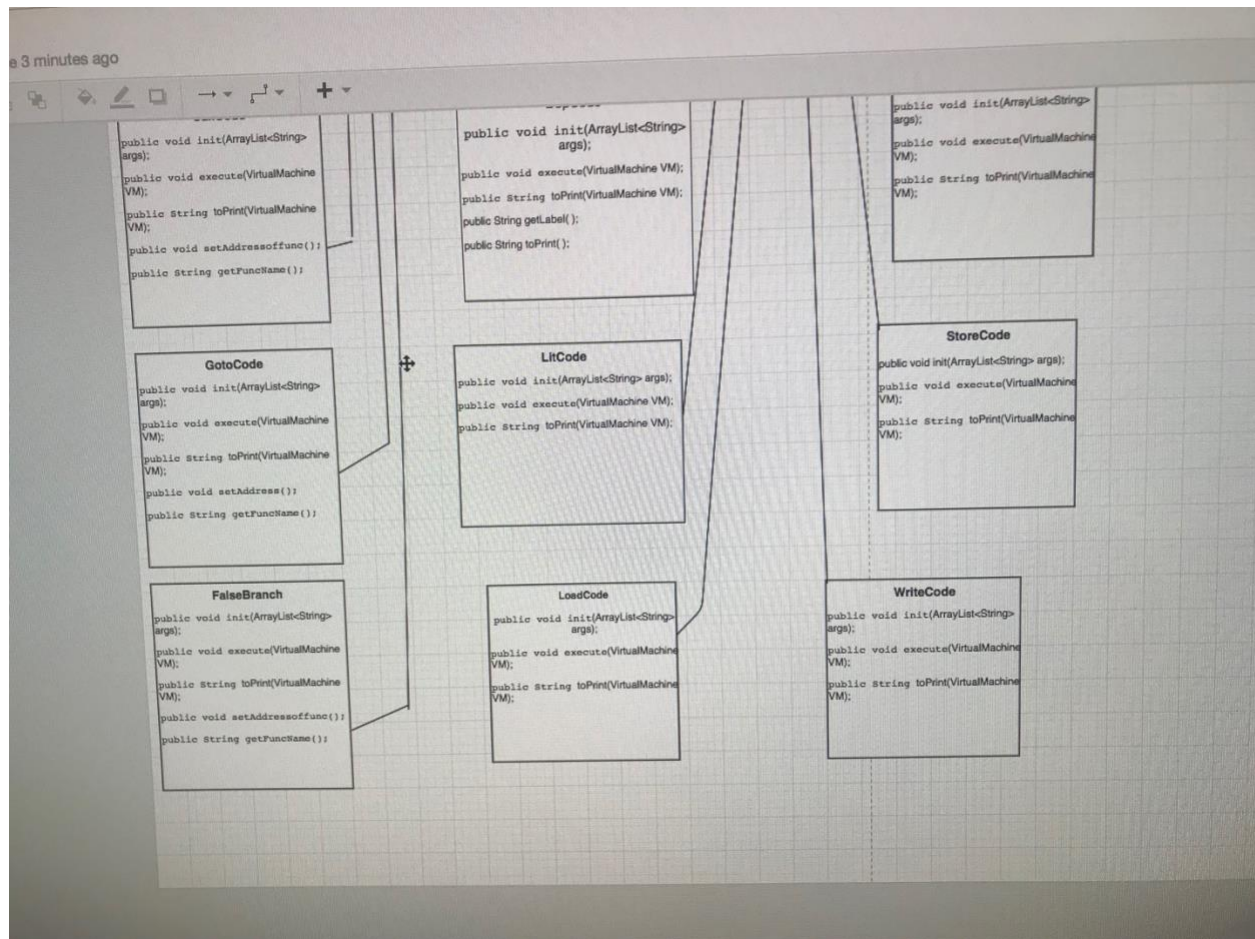 e 3 minutes ago
public void init(ArrayList<String>
args);
public void execute(VirtualMachine
VM);
public String toPrint(VirtualMachine
VM);
public void setAddressoffunc();
public String getFuncName();
public void init(ArrayList<String>
args);
public void execute(VirtualMachine VM);
public String toPrint(VirtualMachine VM);
public String getLabel( );
public String toPrint( );
public void init(ArrayList<String>
args);
public void execute(VirtualMachine
VM);
public String toPrint(VirtualMachine
VM);
GotoCode
public void init(ArrayList<String>
args);
public void execute(VirtualMachine
VM);
public String toPrint(VirtualMachine
VM);
public void setAddress();
public String getFuncName();
LitCode
public void init(ArrayList<String> args);
public void execute(VirtualMachine VM);
public String toPrint(VirtualMachine VM);
StoreCode
public void init(ArrayList<String> args);
public void execute(VirtualMachine
VM);
public String toPrint(VirtualMachine
VM);
FalseBranch
public void init(ArrayList<String>
args);
public void execute(VirtualMachine
VM);
public String toPrint(VirtualMachine
VM);
public void setAddressoffunc();
public String getFuncName();
LoadCode
public void init(ArrayList<String>
args);
public void execute(VirtualMachine
VM);
public String toPrint(VirtualMachine
VM);
WriteCode
public void init(ArrayList<String>
args);
public void execute(VirtualMachine
VM);
public String toPrint(VirtualMachine
VM);